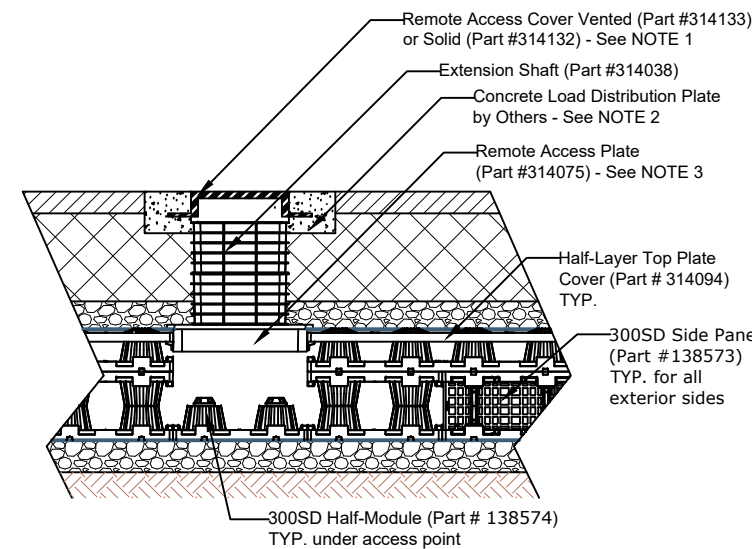 Remote Access Cover Vented (Part #314133)
or Solid (Part #314132) - See NOTE 1
Extension Shaft (Part #314038)
Concrete Load Distribution Plate
by Others - See NOTE 2
Remote Access Plate
(Part #314075) - See NOTE 3
Half-Layer Top Plate
Cover (Part # 314094)
TYP.
300SD Side Pane
(Part #138573)
TYP. for all
exterior sides
300SD Half-Module (Part # 138574)
TYP. under access point